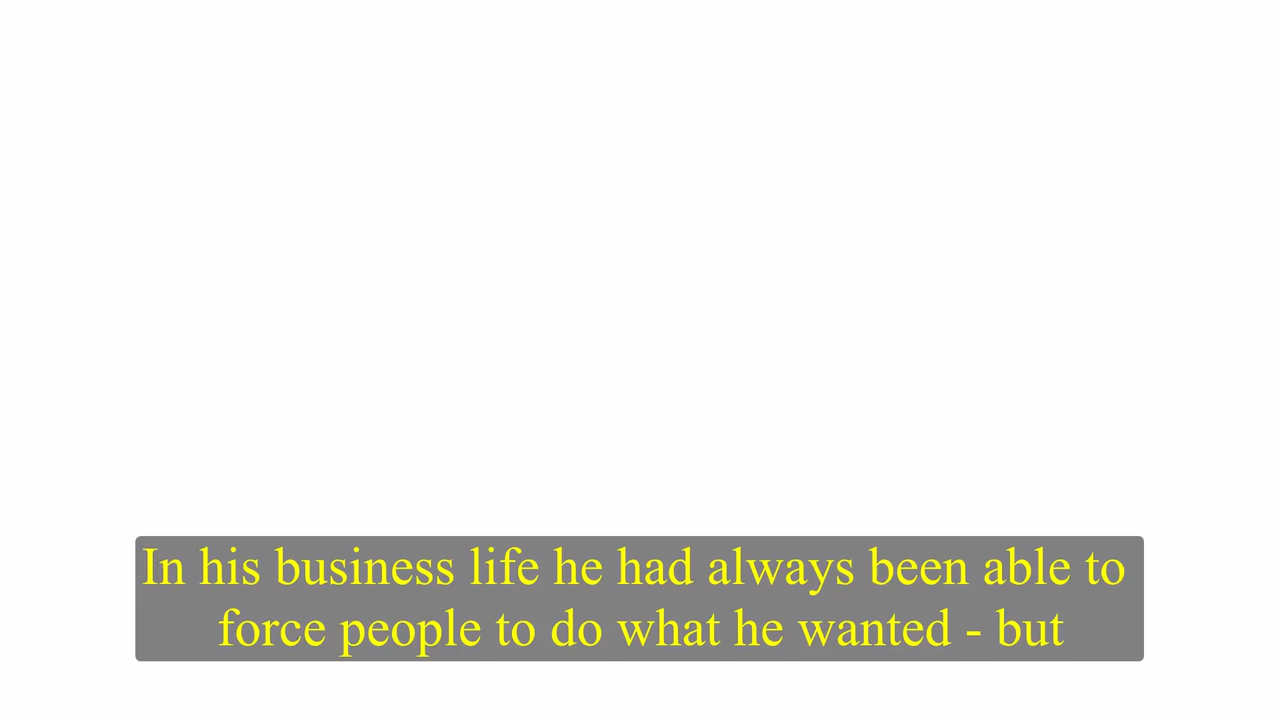 In his business life he had always been able to
force people to do what he wanted - but